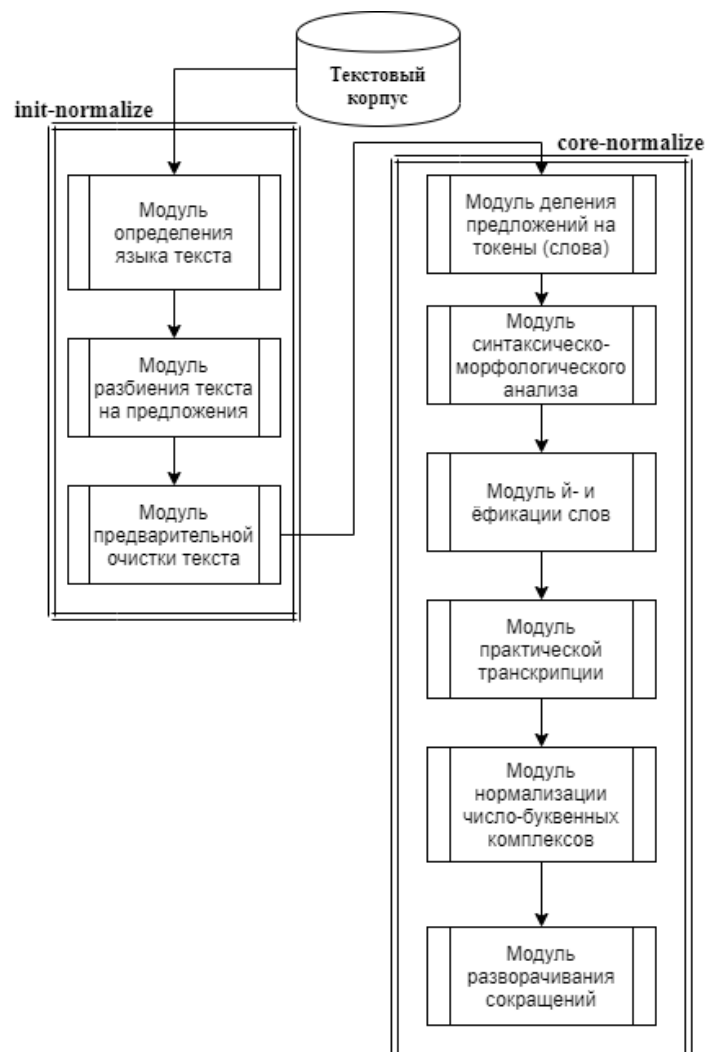 Текстовый
корпус
init-normalize
Модуль
определения
языка текста
Модуль
разбиения текста
на предложения
Модуль
предварительной
очистки текста
core-normalize
Модуль деления
предложений на
токены (слова)
Модуль
синтаксическо-
морфологического
анализа
Модуль й- и
ёфикации слов
Модуль
практической
транскрипции
Модуль
нормализации
число-буквенных
комплексов
Модуль
разворачивания
сокращений